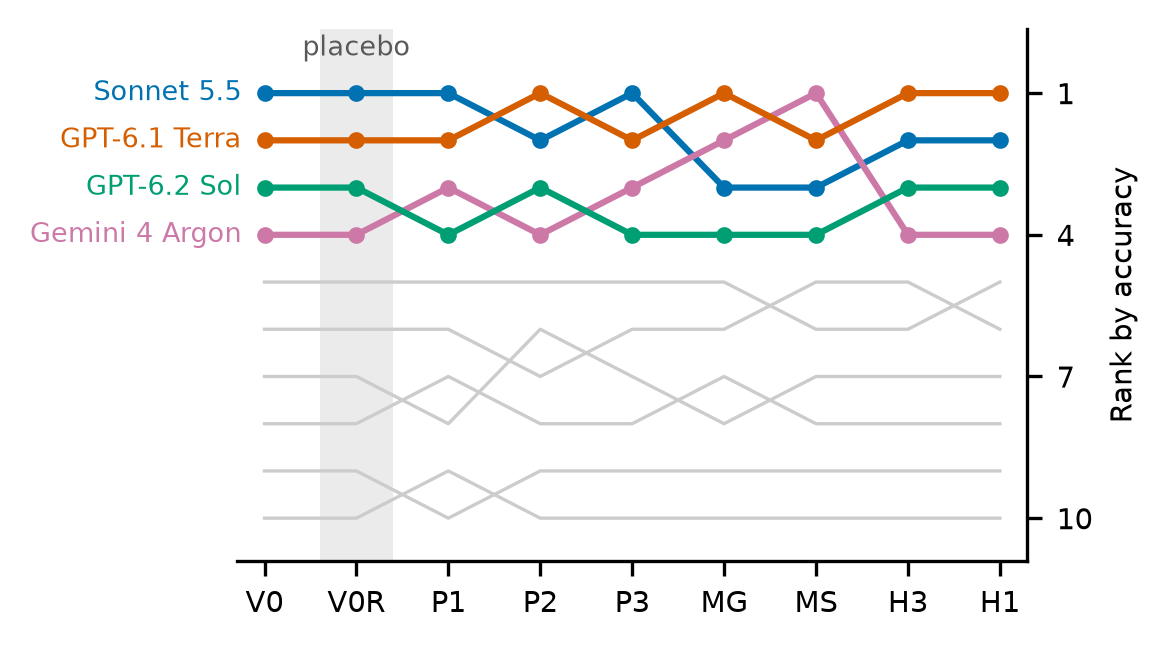 placebo
Sonnet 5.5
GPT-6.1 Terra
GPT-6.2 Sol
Gemini 4 Argon
1
4
7
10
Rank by accuracy
V0 V0R P1 P2 P3 MG MS H3 H1